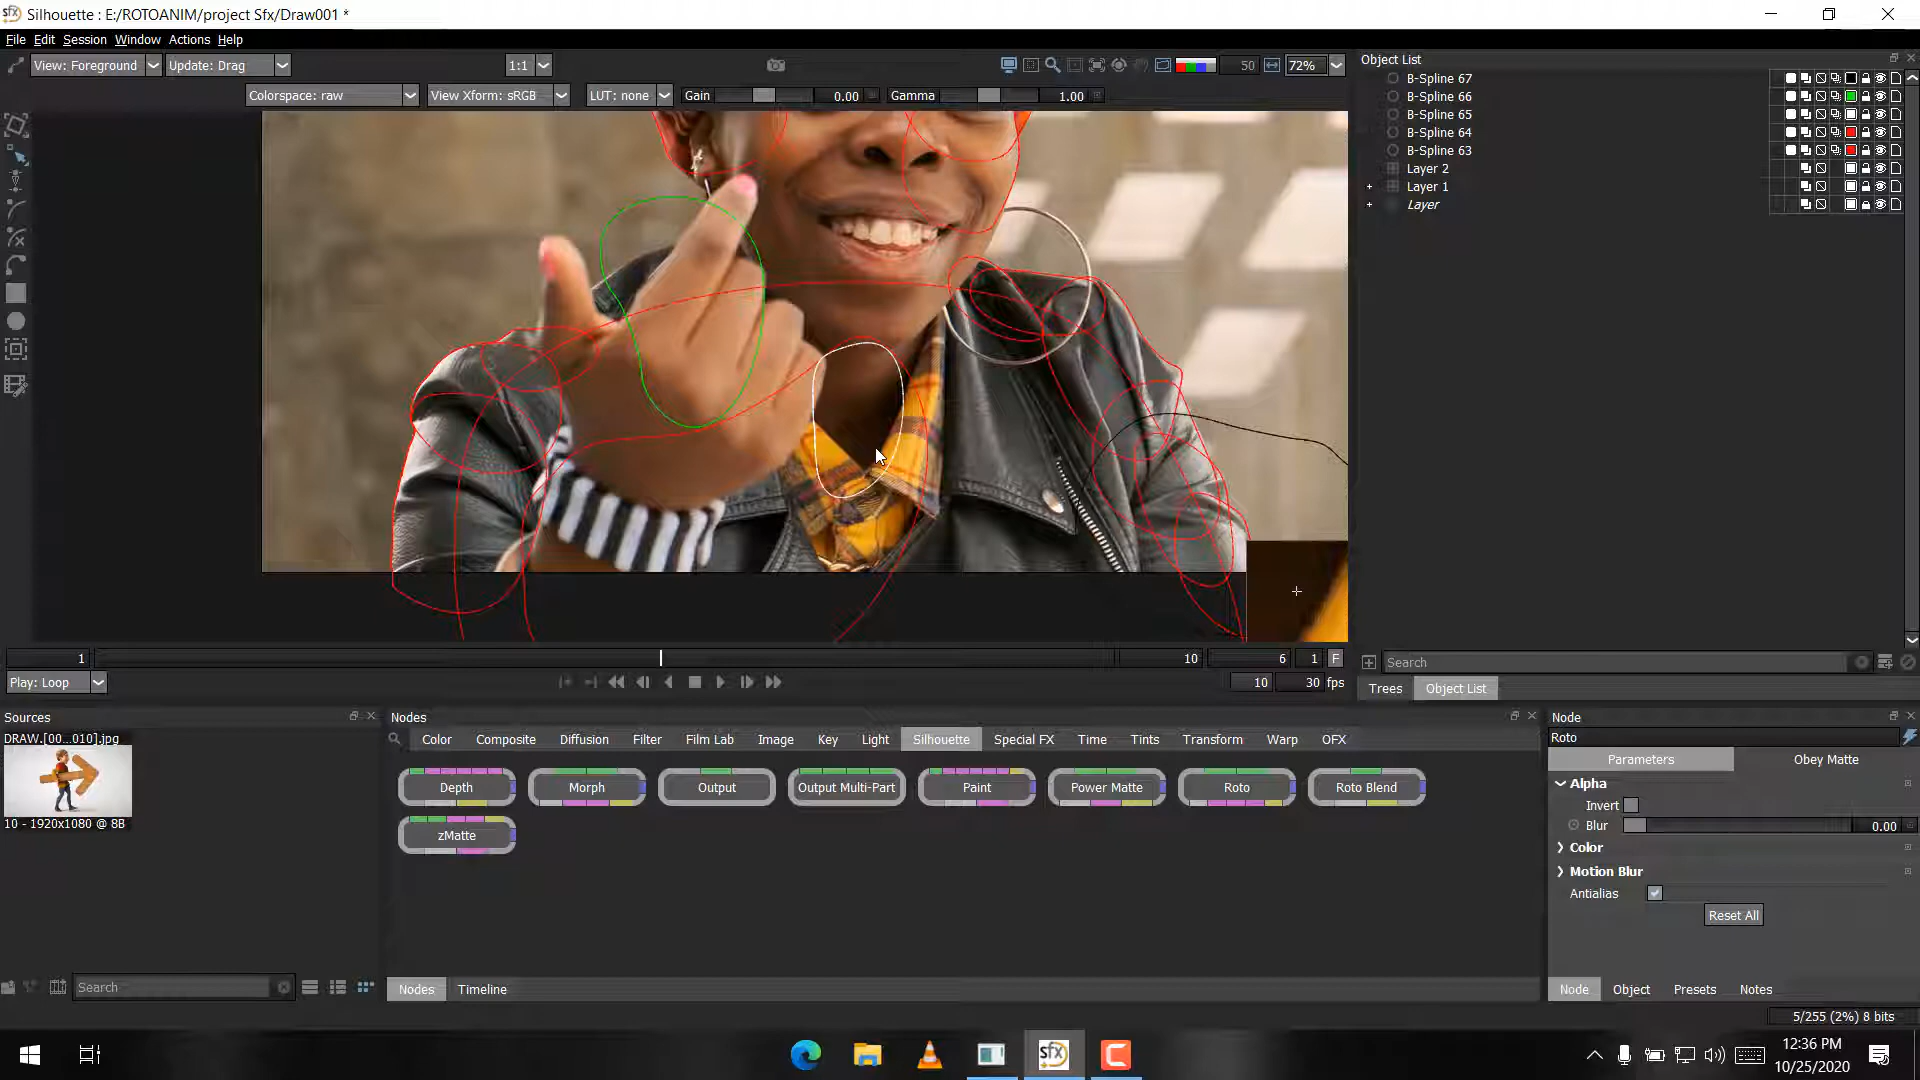 Silhouette : E:/ROTOANIM/project Sfx/Draw001 *
File Edit Session Window Actions Help
View: Foreground Update: Drag 1:1 50 72%
Colorspace: raw View Xform: sRGB LUT: none Gain 0.00 Gamma 1.00
Object List
B-Spline 67
B-Spline 66
B-Spline 65
B-Spline 64
B-Spline 63
Layer 2
Layer 1
Layer
1 10 6 1 F
Search
Play: Loop 10 30 fps
Trees Object List
Sources
DRAW.[00...010].jpg
10 - 1920x1080 @ 8B
Nodes
Color Composite Diffusion Filter Film Lab Image Key Light Silhouette Special FX Time Tints Transform Warp OFX
Depth Morph Output Output Multi-Part Paint Power Matte Roto Roto Blend
zMatte
Node
Roto
Parameters Obey Matte
Alpha
Invert
Blur 0.00
Color
Motion Blur
Antialias
Reset All
Search
Nodes Timeline
Node Object Presets Notes
5/255 (2%) 8 bits
sfx
12:36 PM
10/25/2020